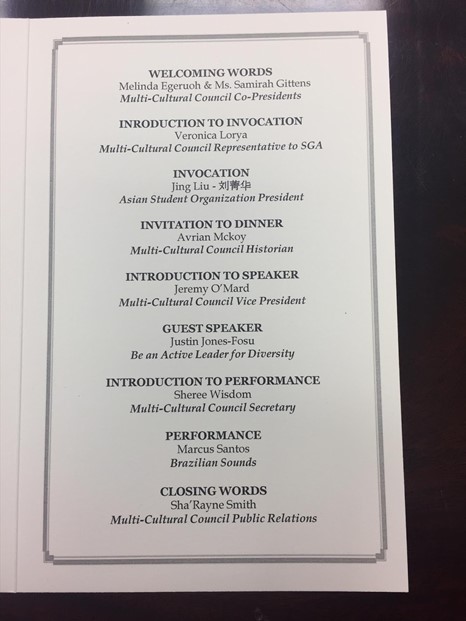 WELCOMING WORDS
Melinda Egeruoh & Ms. Samirah Gittens
Multi-Cultural Council Co-Presidents
INRODUCTION TO INVOCATION
Veronica Lorya
Multi-Cultural Council Representative to SGA
INVOCATION
Jing Liu - 刘菁华
Asian Student Organization President
INVITATION TO DINNER
Avrian Mckoy
Multi-Cultural Council Historian
INTRODUCTION TO SPEAKER
Jeremy O'Mard
Multi-Cultural Council Vice President
GUEST SPEAKER
Justin Jones-Fosu
Be an Active Leader for Diversity
INTRODUCTION TO PERFORMANCE
Sheree Wisdom
Multi-Cultural Council Secretary
PERFORMANCE
Marcus Santos
Brazilian Sounds
CLOSING WORDS
Sha'Rayne Smith
Multi-Cultural Council Public Relations